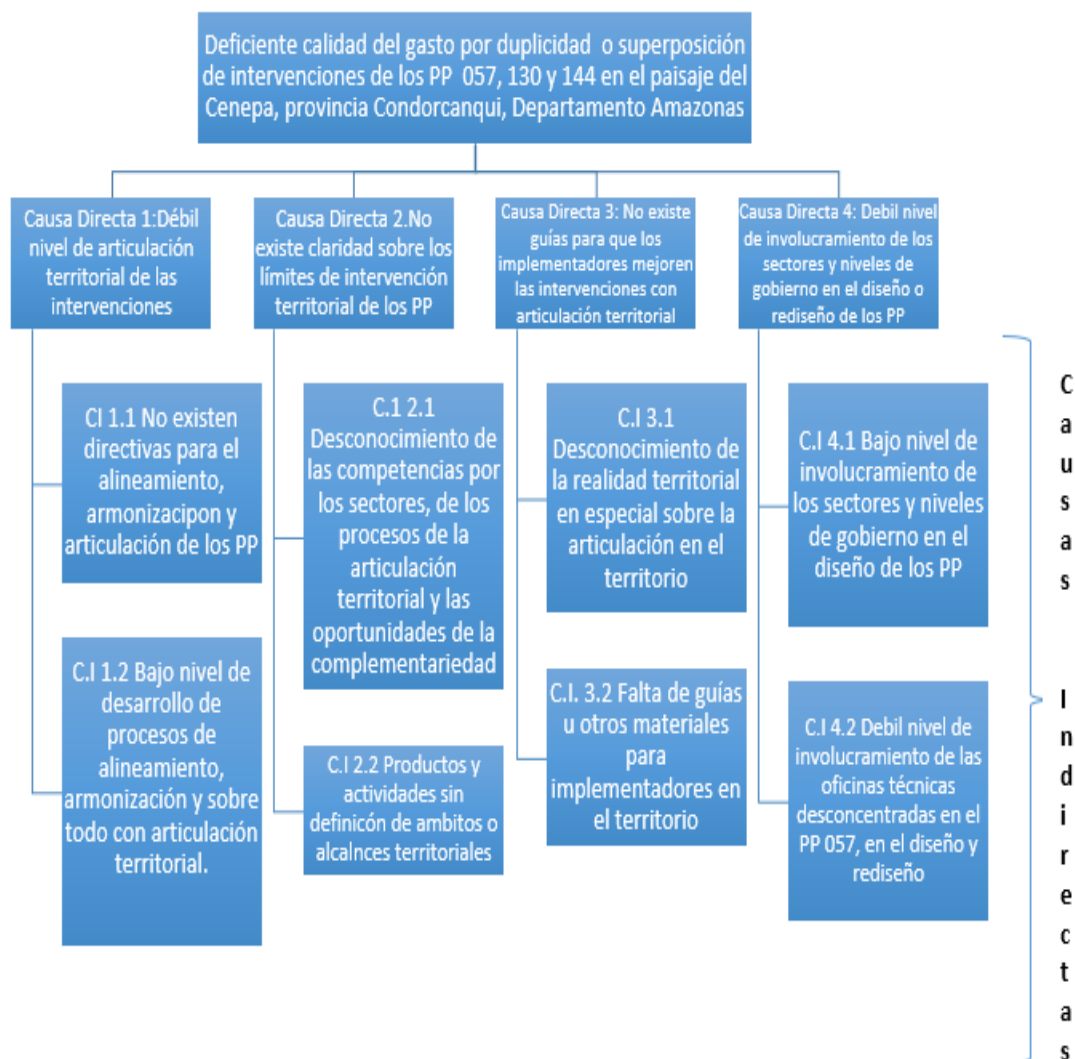 Deficiente calidad del gasto por duplicidad o superposición
de intervenciones de los PP 057, 130 y 144 en el paisaje del
Cenepa, provincia Condorcanqui, Departamento Amazonas
Causa Directa 1:Débil
nivel de articulación
territorial de las
intervenciones
Causa Directa 2.No
existe claridad sobre los
límites de intervención
territorial de los PP
Causa Directa 3: No existe
guías para que los
implementadores mejoren
las intervenciones con
articulación territorial
Causa Directa 4: Debil nivel
de involucramiento de los
sectores y niveles de
gobierno en el diseño o
rediseño de los PP
CI 1.1 No existen
directivas para el
alineamiento,
armonizacipon y
articulación de los PP
C.1 2.1
Desconocimiento de
las competencias por
los sectores, de los
procesos de la
articulación
territorial y las
oportunidades de la
complementariedad
C.I 3.1
Desconocimiento de
la realidad territorial
en especial sobre la
articulación en el
territorio
C.I 4.1 Bajo nivel de
involucramiento de
los sectores y niveles
de gobierno en el
diseño de los PP
C.I 1.2 Bajo nivel de
desarrollo de
procesos de
alineamiento,
armonización y sobre
todo con articulación
territorial.
C.I 2.2 Productos y
actividades sin
definicón de ambitos o
alcalnces territoriales
C.I. 3.2 Falta de guías
u otros materiales
para
implementadores en
el territorio
C.I 4.2 Debil nivel de
involucramiento de las
oficinas técnicas
desconcentradas en el
PP 057, en el diseño y
rediseño
Causas
Indirectas